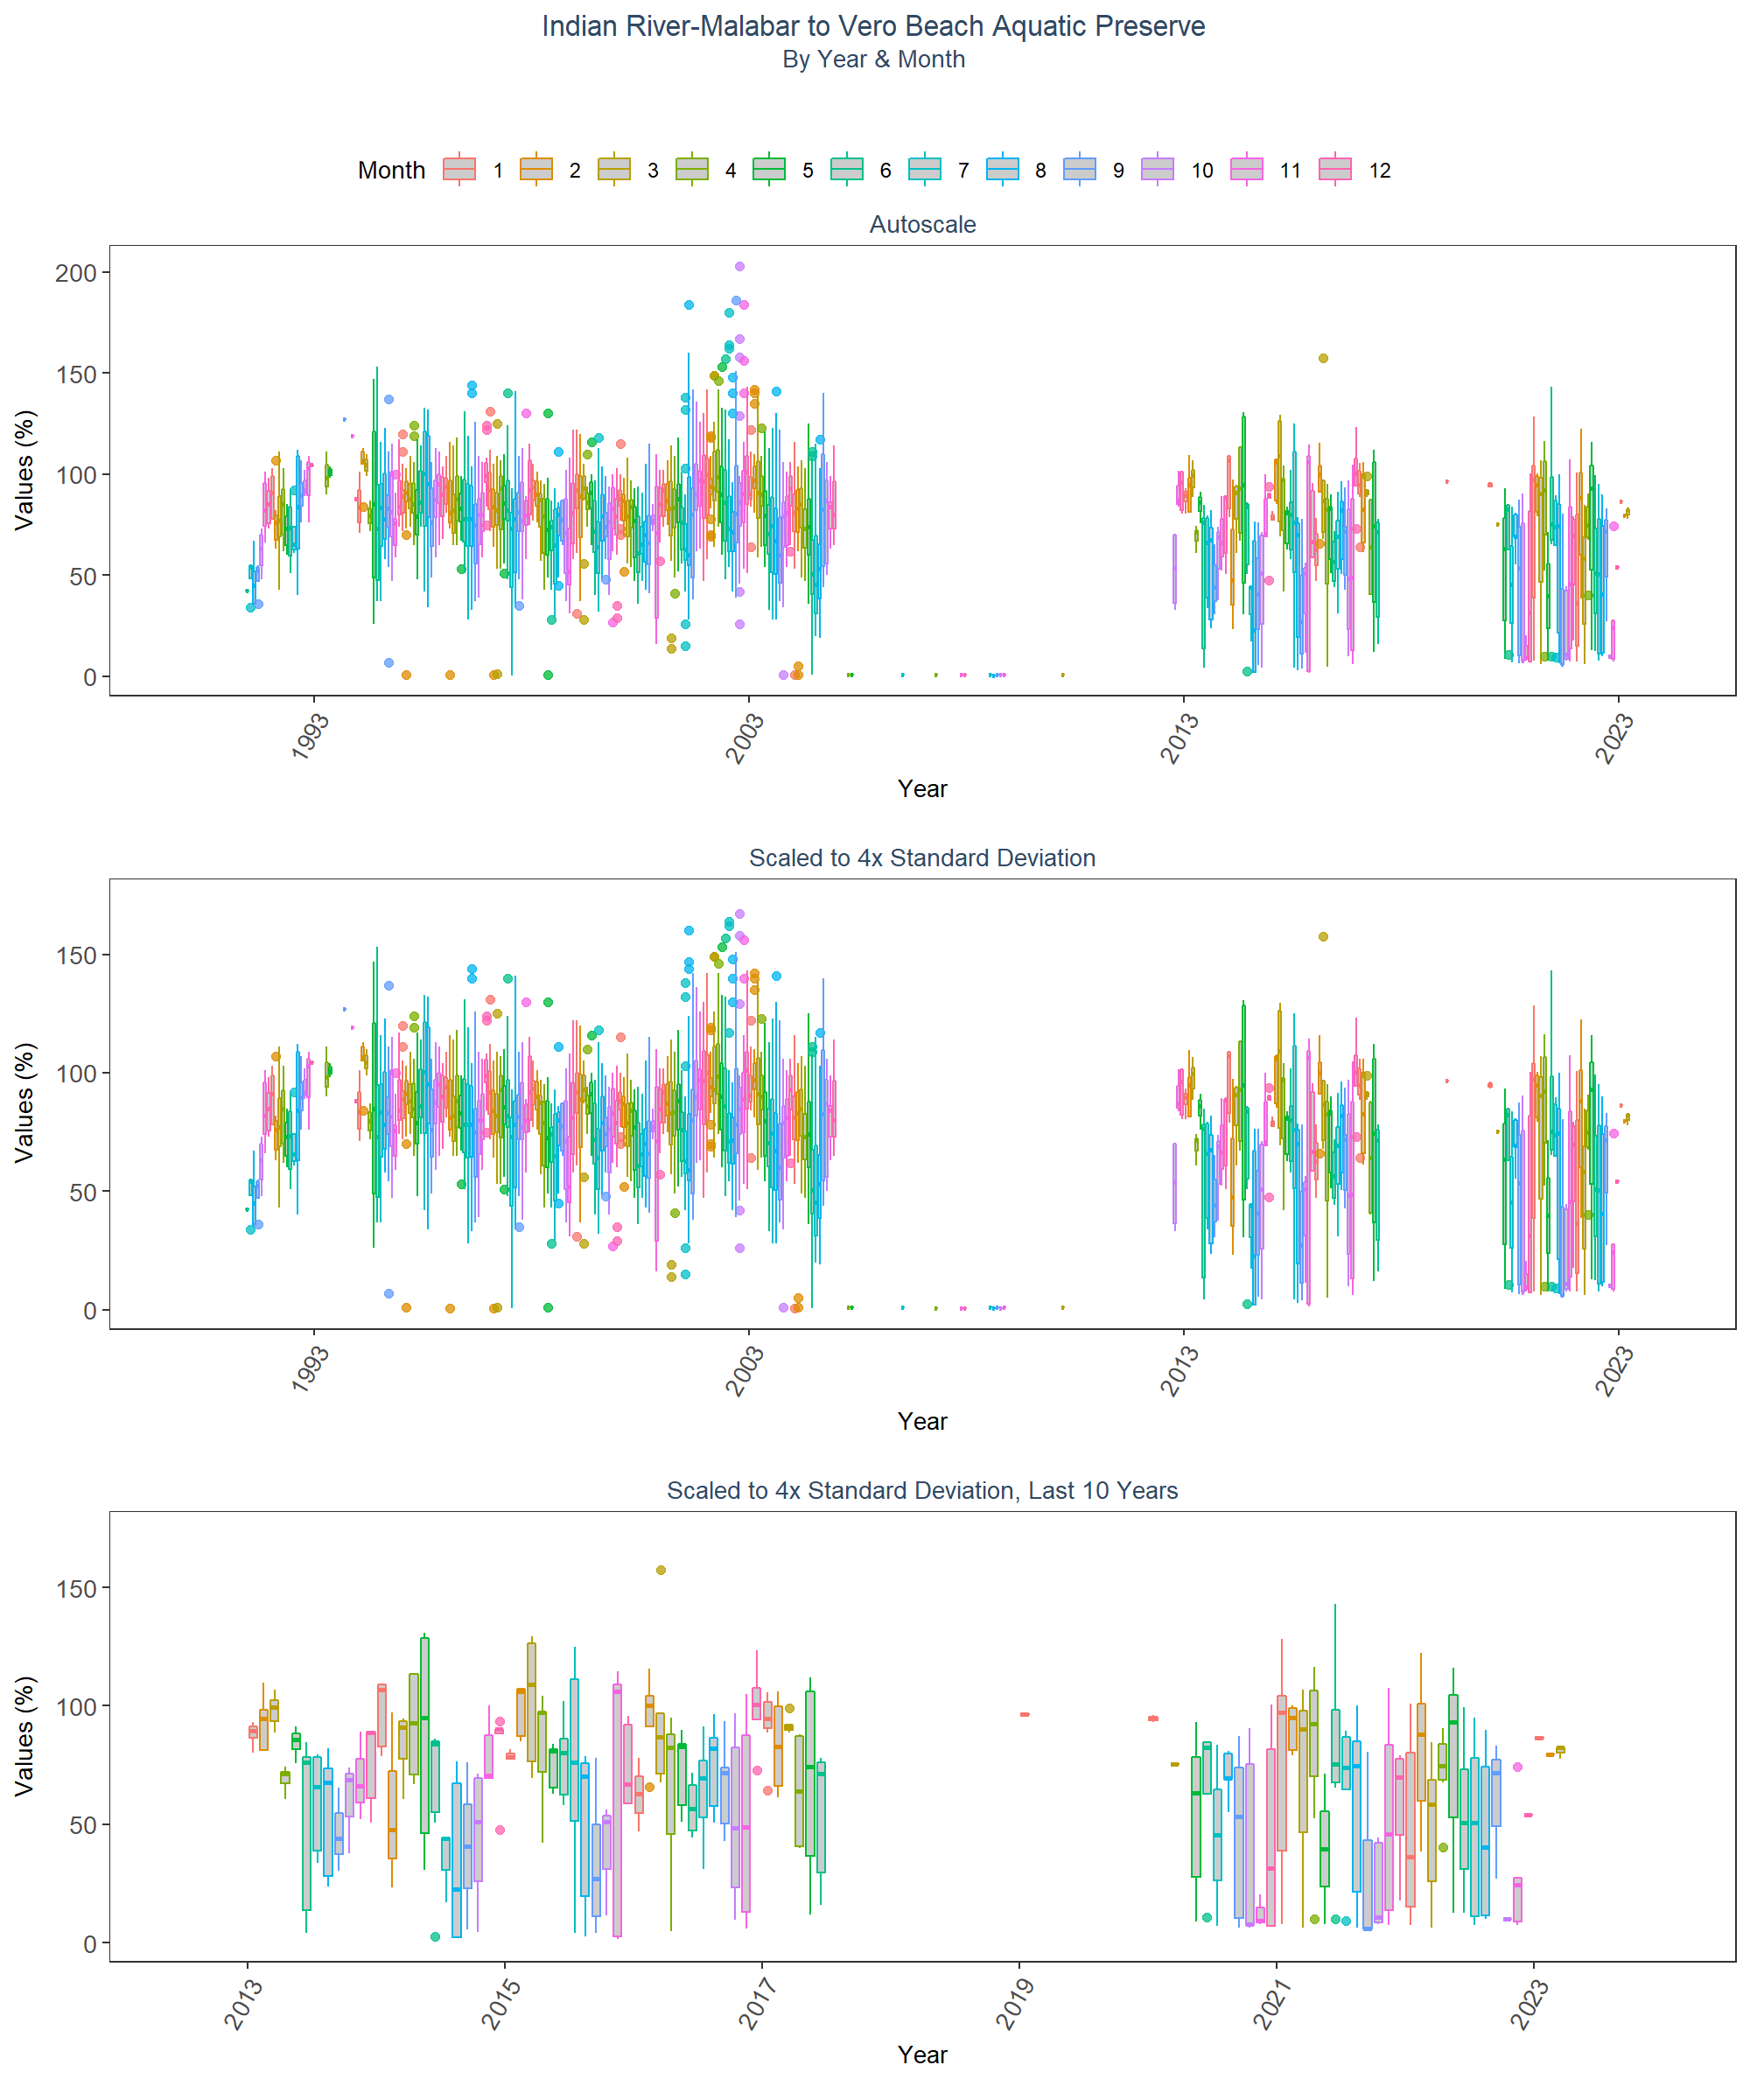 Indian River-Malabar to Vero Beach Aquatic Preserve
By Year & Month
Month 1 2 3 4 5 6 7 8 9 10 11 12
Autoscale
Values (%)
200
150
100
50
0
1993 2003 2013 2023
Year
Scaled to 4x Standard Deviation
Values (%)
150
100
50
0
1993 2003 2013 2023
Year
Scaled to 4x Standard Deviation, Last 10 Years
Values (%)
150
100
50
0
2013 2015 2017 2019 2021 2023
Year